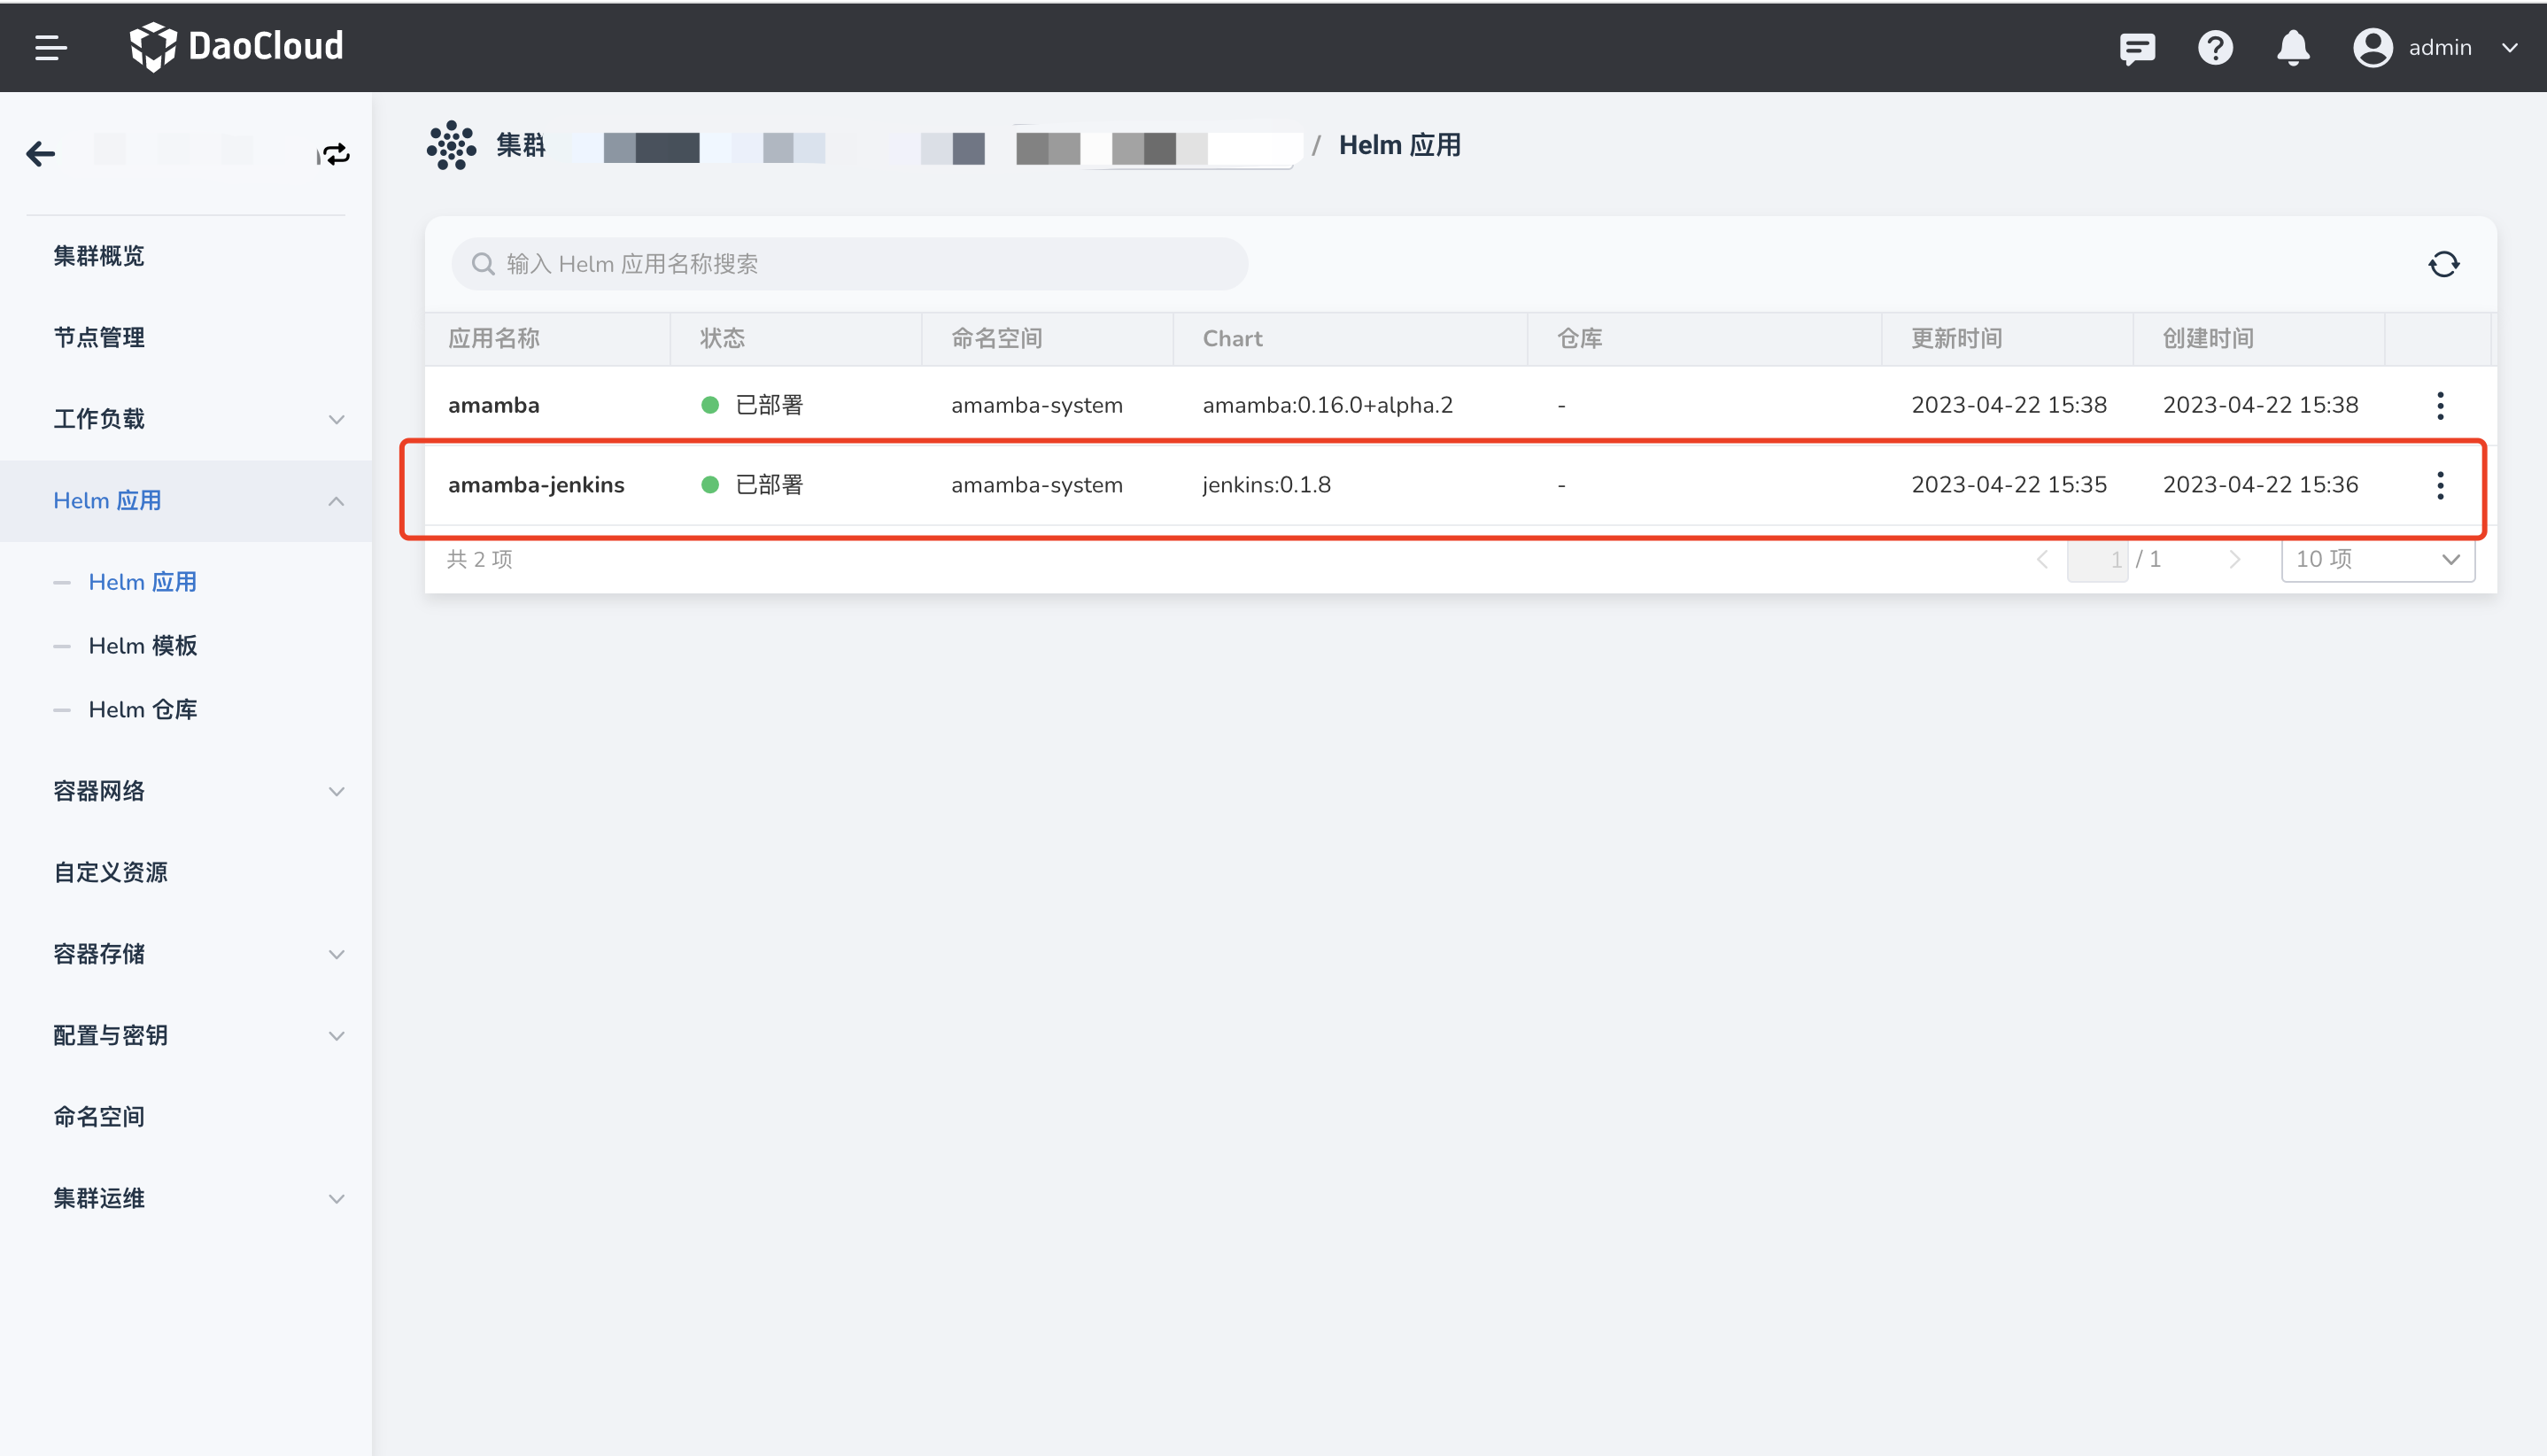 DaoCloud
admin
集群
/ Helm 应用
集群概览
节点管理
工作负载
Helm 应用
Helm 应用
Helm 模板
Helm 仓库
容器网络
自定义资源
容器存储
配置与密钥
命名空间
集群运维
输入 Helm 应用名称搜索
应用名称 状态 命名空间 Chart 仓库 更新时间 创建时间
amamba 已部署 amamba-system amamba:0.16.0+alpha.2 - 2023-04-22 15:38 2023-04-22 15:38
amamba-jenkins 已部署 amamba-system jenkins:0.1.8 - 2023-04-22 15:35 2023-04-22 15:36
共 2 项 1 / 1 10 项